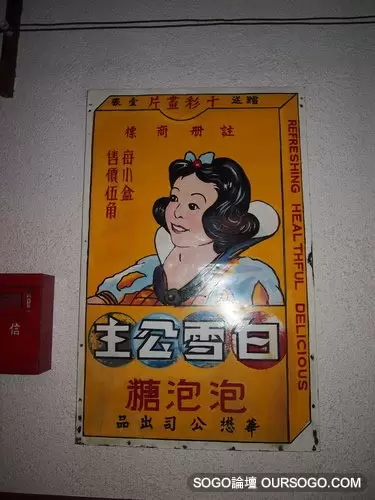 贈送 十彩畫片 壹張
註册商標
每小盒
售價伍角
REFRESHING HEALTHFUL DELICIOUS
白雪公主
泡泡糖
華懋公司出品
信
SOGO論壇 OURSOGO.COM